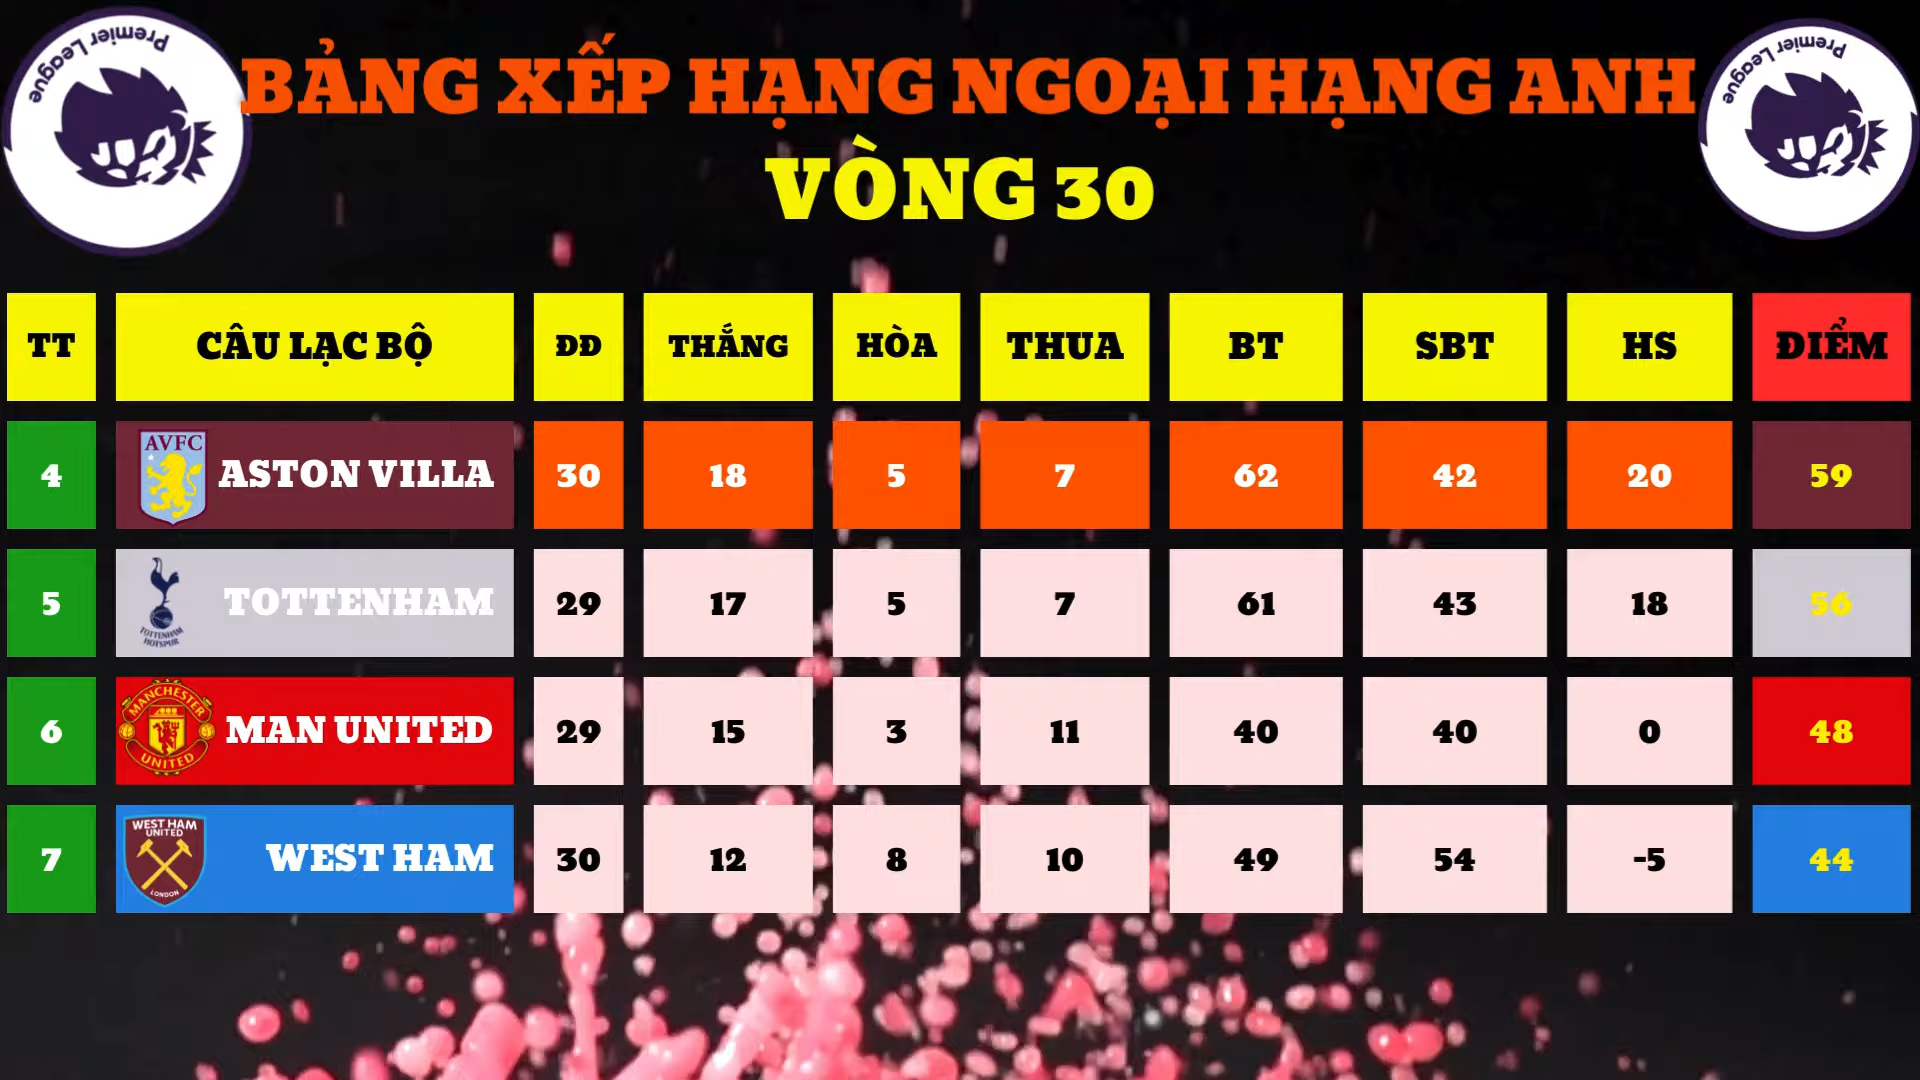 Premier League
BẢNG XẾP HẠNG NGOẠI HẠNG ANH
Premier League
VÒNG 30
TT CÂU LẠC BỘ ĐĐ THẮNG HÒA THUA BT SBT HS ĐIỂM
4 AVFC ASTON VILLA 30 18 5 7 62 42 20 59
5 TOTTENHAM HOTSPUR TOTTENHAM 29 17 5 7 61 43 18 56
6 MANCHESTER UNITED MAN UNITED 29 15 3 11 40 40 0 48
7 WEST HAM UNITED LONDON WEST HAM 30 12 8 10 49 54 -5 44